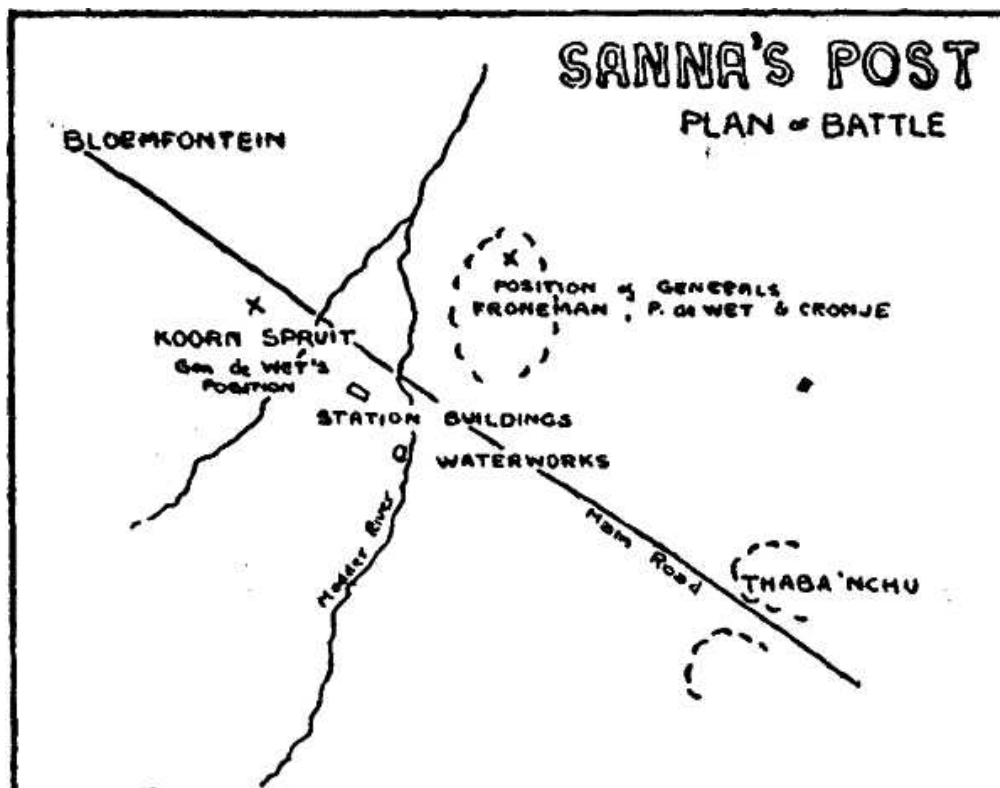 SANNA'S POST
PLAN of BATTLE
BLOEMFONTEIN
POSITION of GENERALS
FRONEMAN, P. de WET & CRONJE
KOORN SPRUIT
Gen de WET'S
POSITION
STATION BUILDINGS
WATERWORKS
Modder River
Main Road
THABA'NCHU